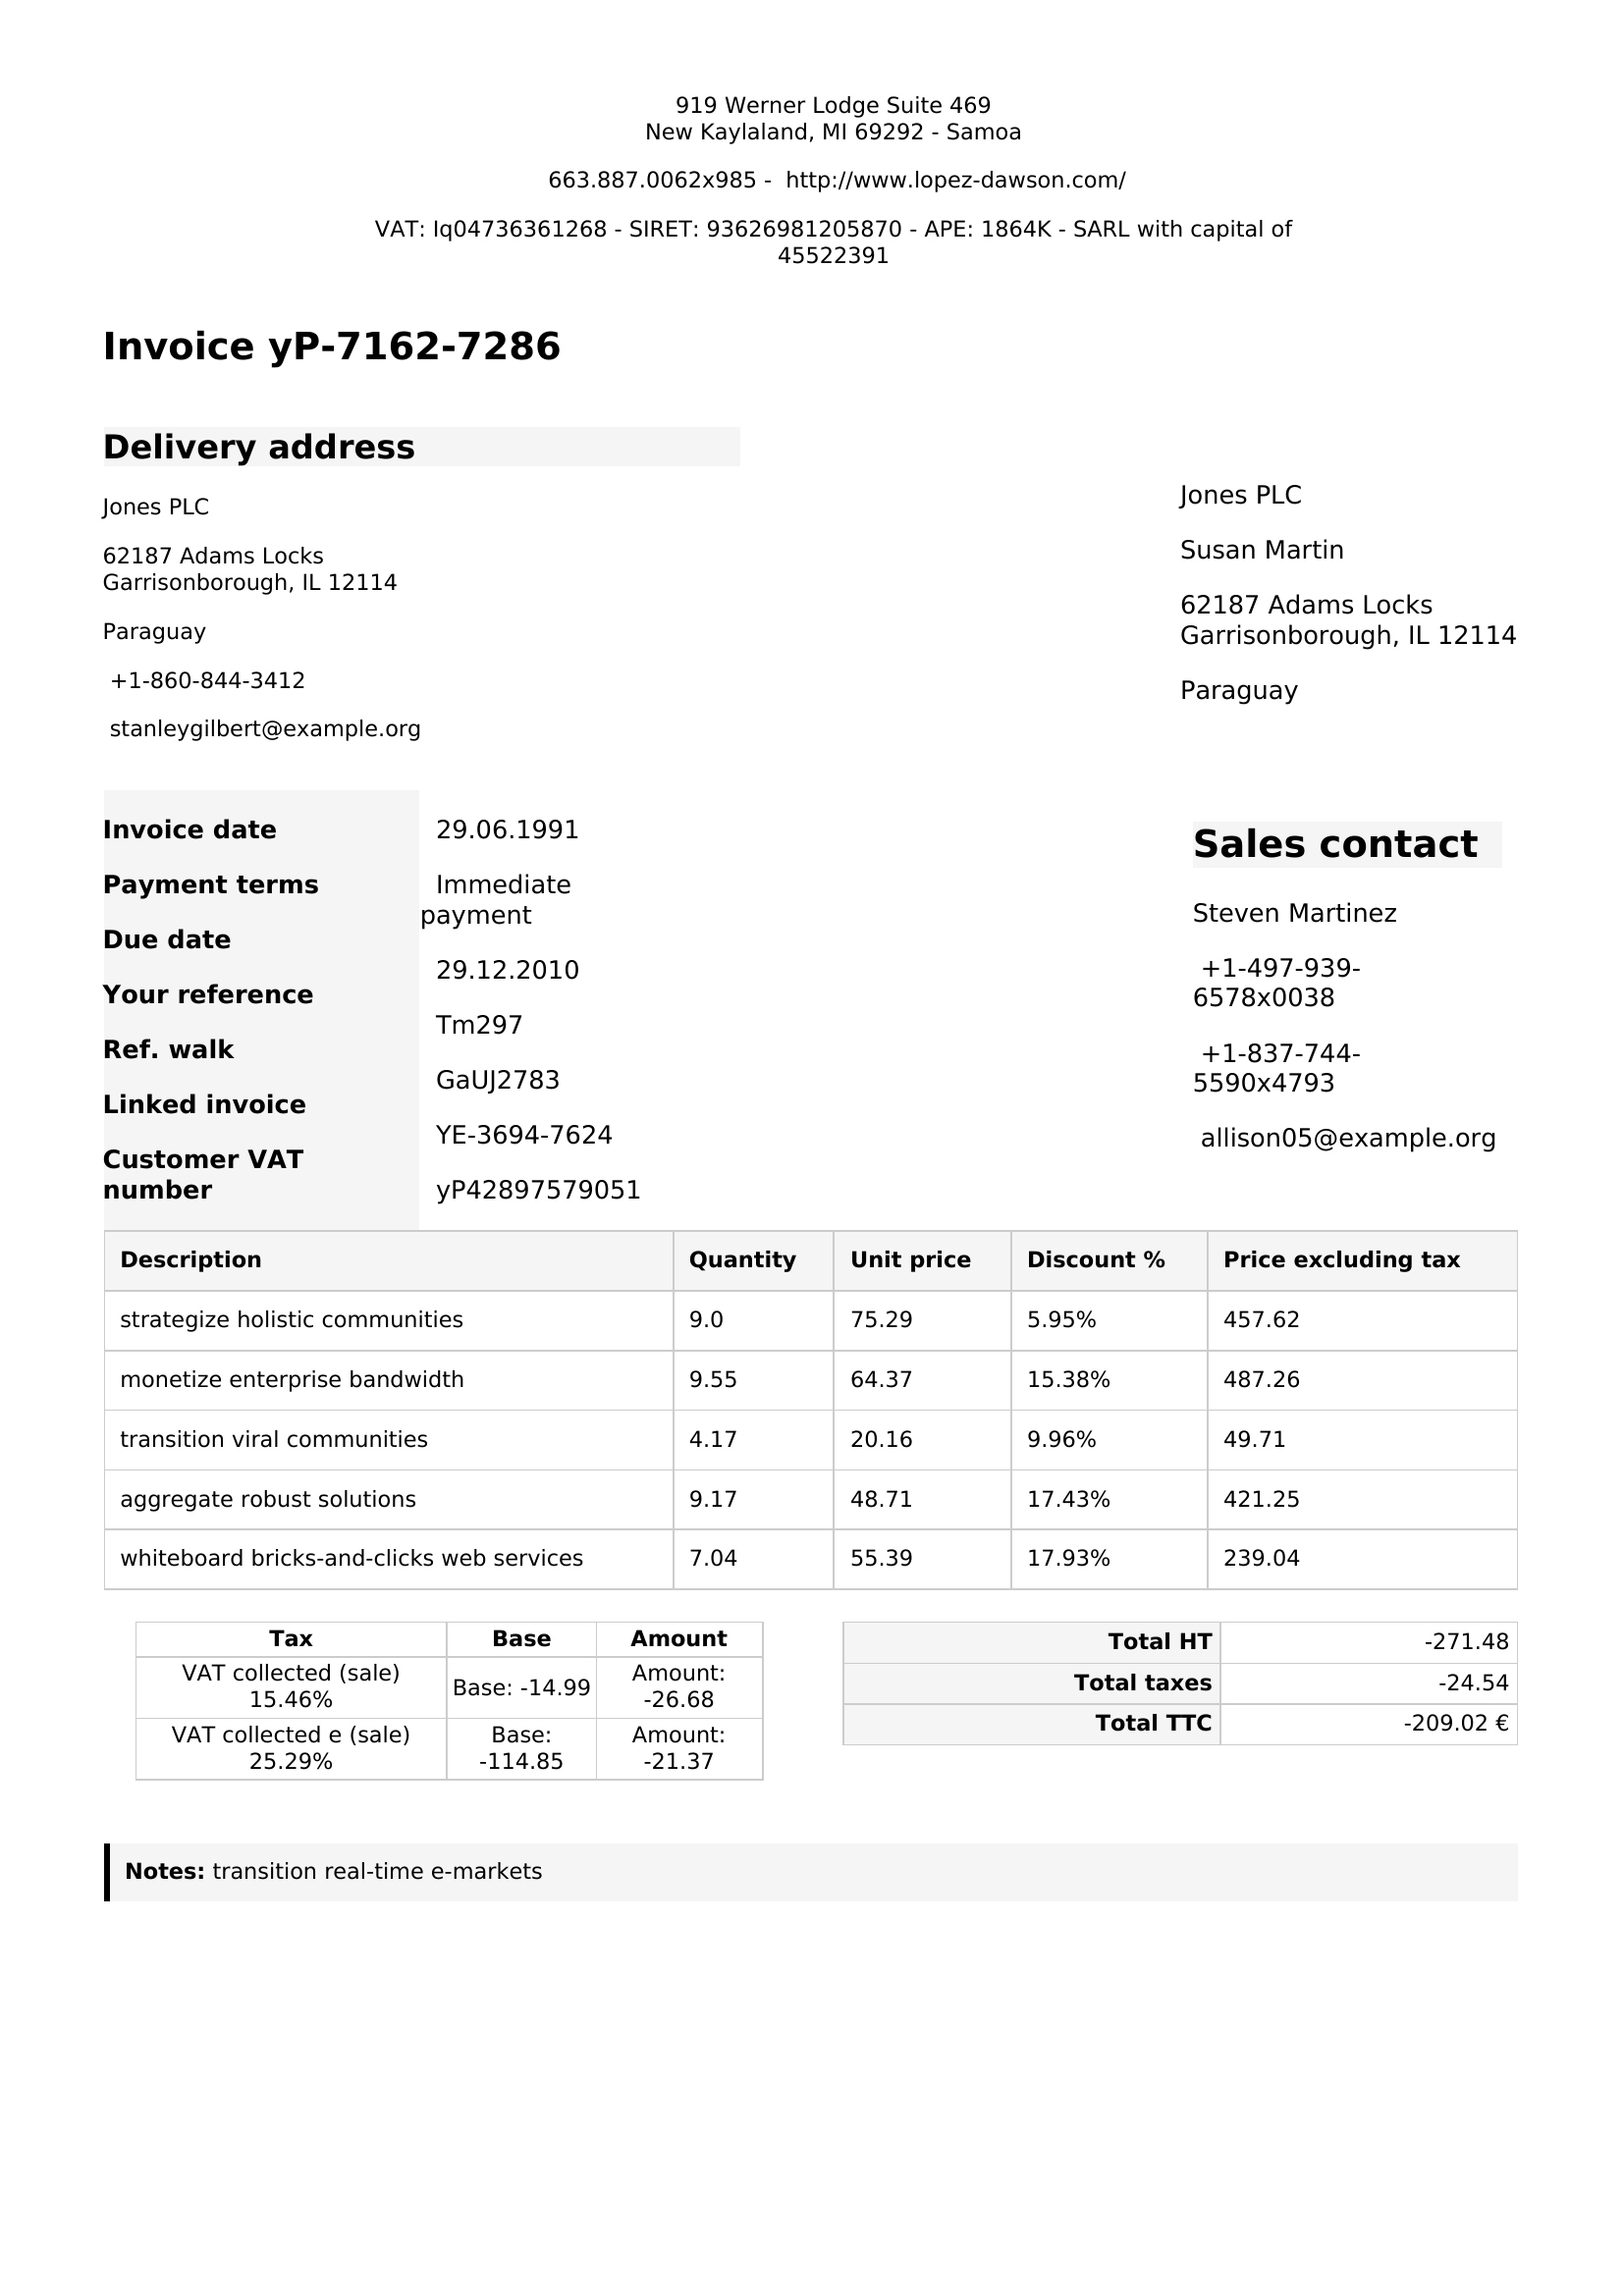 919 Werner Lodge Suite 469
New Kaylaland, MI 69292 - Samoa
663.887.0062x985 - http://www.lopez-dawson.com/
VAT: Iq04736361268 - SIRET: 93626981205870 - APE: 1864K - SARL with capital of
45522391
Invoice yP-7162-7286
Delivery address
Jones PLC
62187 Adams Locks
Garrisonborough, IL 12114
Paraguay
+1-860-844-3412
stanleygilbert@example.org
Jones PLC
Susan Martin
62187 Adams Locks
Garrisonborough, IL 12114
Paraguay
Invoice date
Payment terms
Due date
Your reference
Ref. walk
Linked invoice
Customer VAT
number
29.06.1991
Immediate
payment
29.12.2010
Tm297
GaUJ2783
YE-3694-7624
yP42897579051
Sales contact
Steven Martinez
+1-497-939-
6578x0038
+1-837-744-
5590x4793
allison05@example.org
Description Quantity Unit price Discount % Price excluding tax
strategize holistic communities 9.0 75.29 5.95% 457.62
monetize enterprise bandwidth 9.55 64.37 15.38% 487.26
transition viral communities 4.17 20.16 9.96% 49.71
aggregate robust solutions 9.17 48.71 17.43% 421.25
whiteboard bricks-and-clicks web services 7.04 55.39 17.93% 239.04
Tax Base Amount
VAT collected (sale)
15.46%
Base: -14.99
Amount:
-26.68
VAT collected e (sale)
25.29%
Base:
-114.85
Amount:
-21.37
Total HT -271.48
Total taxes -24.54
Total TTC -209.02 €
Notes: transition real-time e-markets